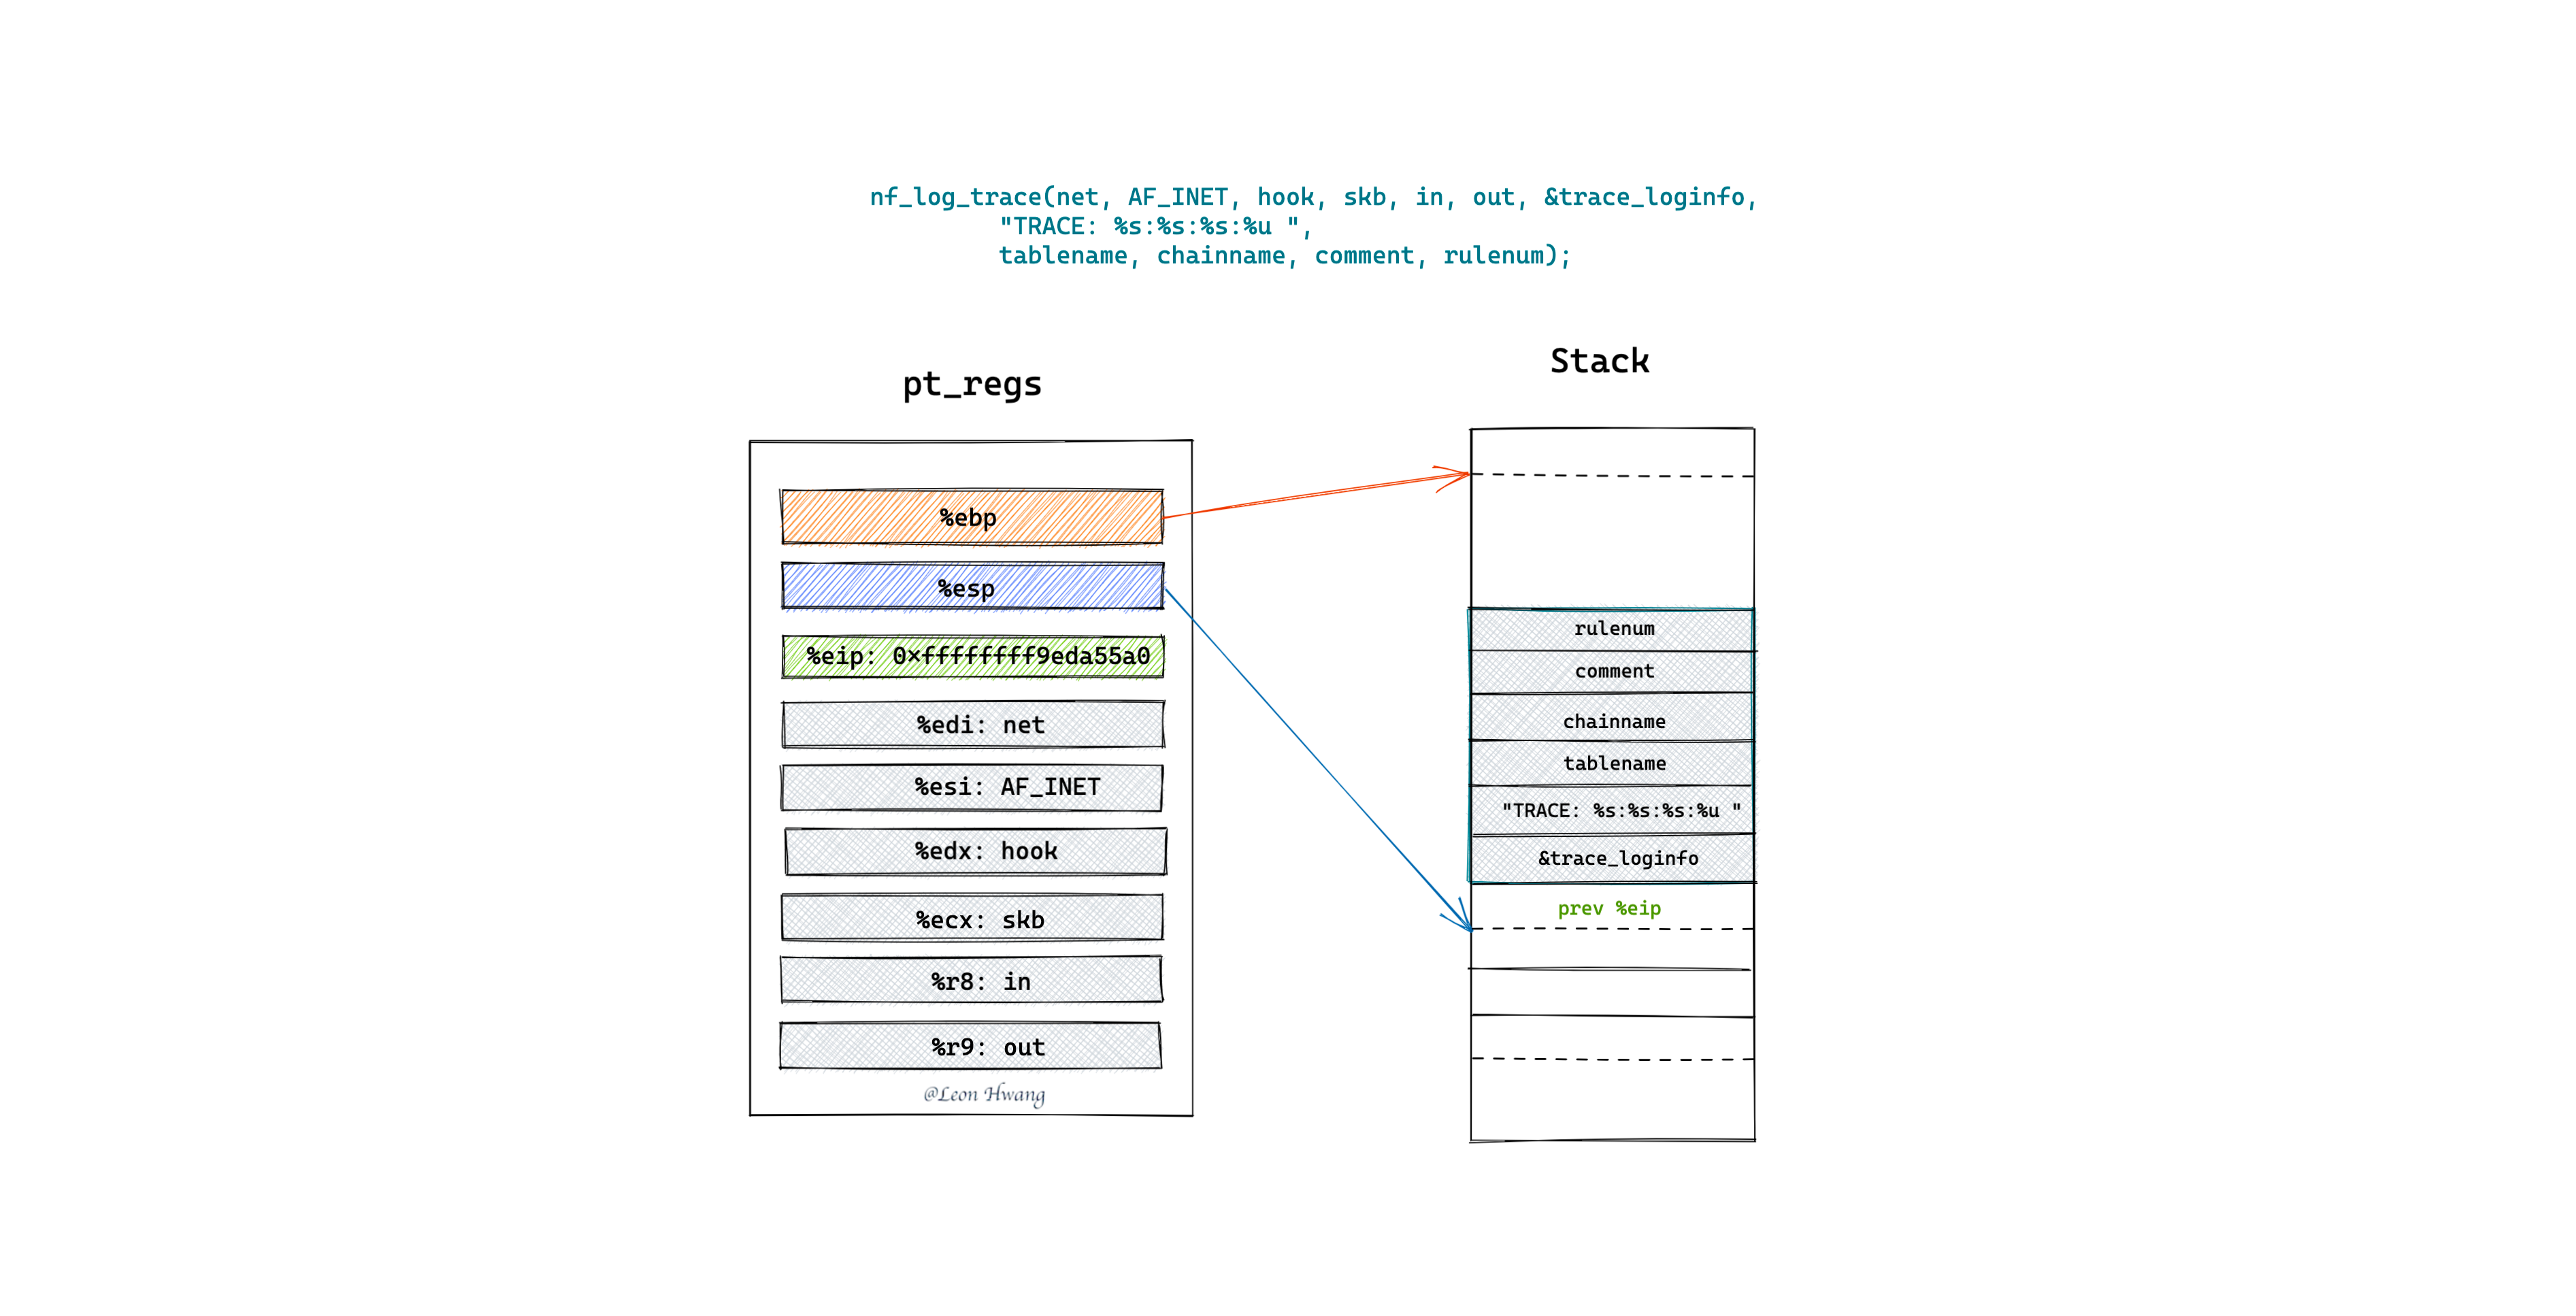 nf_log_trace(net, AF_INET, hook, skb, in, out, &trace_loginfo,
"TRACE: %s:%s:%s:%u ",
tablename, chainname, comment, rulenum);
pt_regs
%ebp
%esp
%eip: 0×ffffffff9eda55a0
%edi: net
%esi: AF_INET
%edx: hook
%ecx: skb
%r8: in
%r9: out
@Leon Hwang
Stack
rulenum
comment
chainname
tablename
"TRACE: %s:%s:%s:%u "
&trace_loginfo
prev %eip